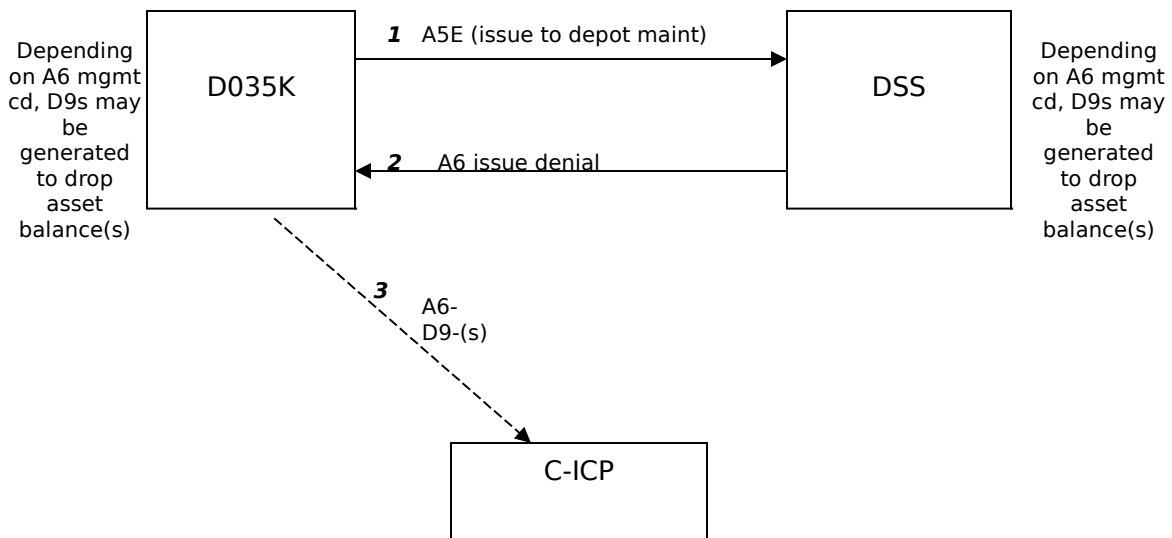 1 A5E (issue to depot maint)
Depending
on A6 mgmt
cd, D9s may
be
generated
to drop
asset
balance(s)
D035K
DSS
Depending
on A6 mgmt
cd, D9s may
be
generated
to drop
asset
balance(s)
2 A6 issue denial
3
A6-
D9-(s)
C-ICP